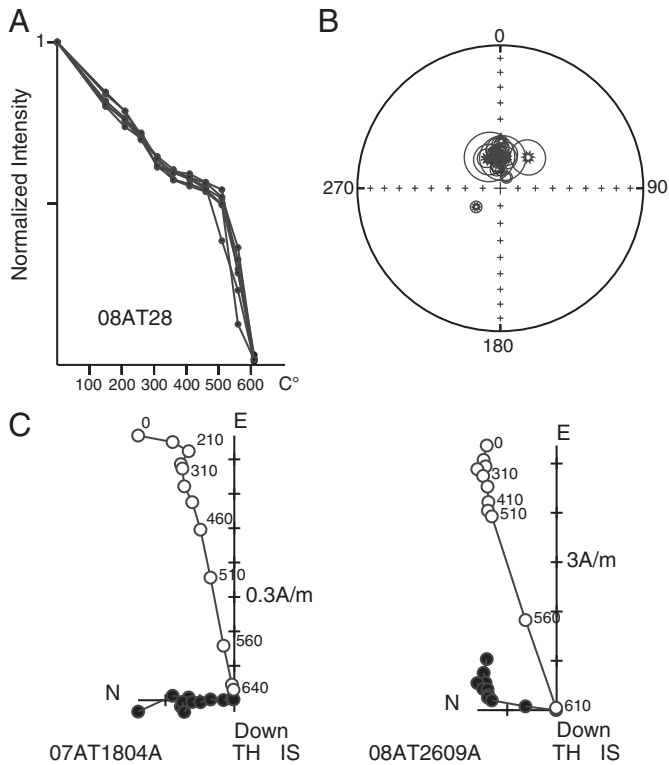 A
1
Normalized Intensity
08AT28
100 200 300 400 500 600 C°
B
0
270
90
180
C
E
0
210
310
460
510
0.3A/m
560
640
N
Down
07AT1804A TH IS
E
0
310
410
510
3A/m
560
610
N
Down
08AT2609A TH IS